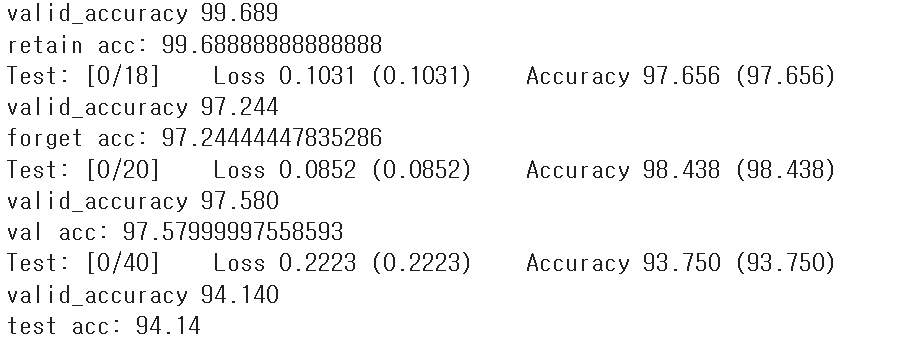 valid_accuracy 99.689
retain acc: 99.68888888888888
Test: [0/18]    Loss 0.1031 (0.1031)    Accuracy 97.656 (97.656)
valid_accuracy 97.244
forget acc: 97.24444447835286
Test: [0/20]    Loss 0.0852 (0.0852)    Accuracy 98.438 (98.438)
valid_accuracy 97.580
val acc: 97.57999997558593
Test: [0/40]    Loss 0.2223 (0.2223)    Accuracy 93.750 (93.750)
valid_accuracy 94.140
test acc: 94.14